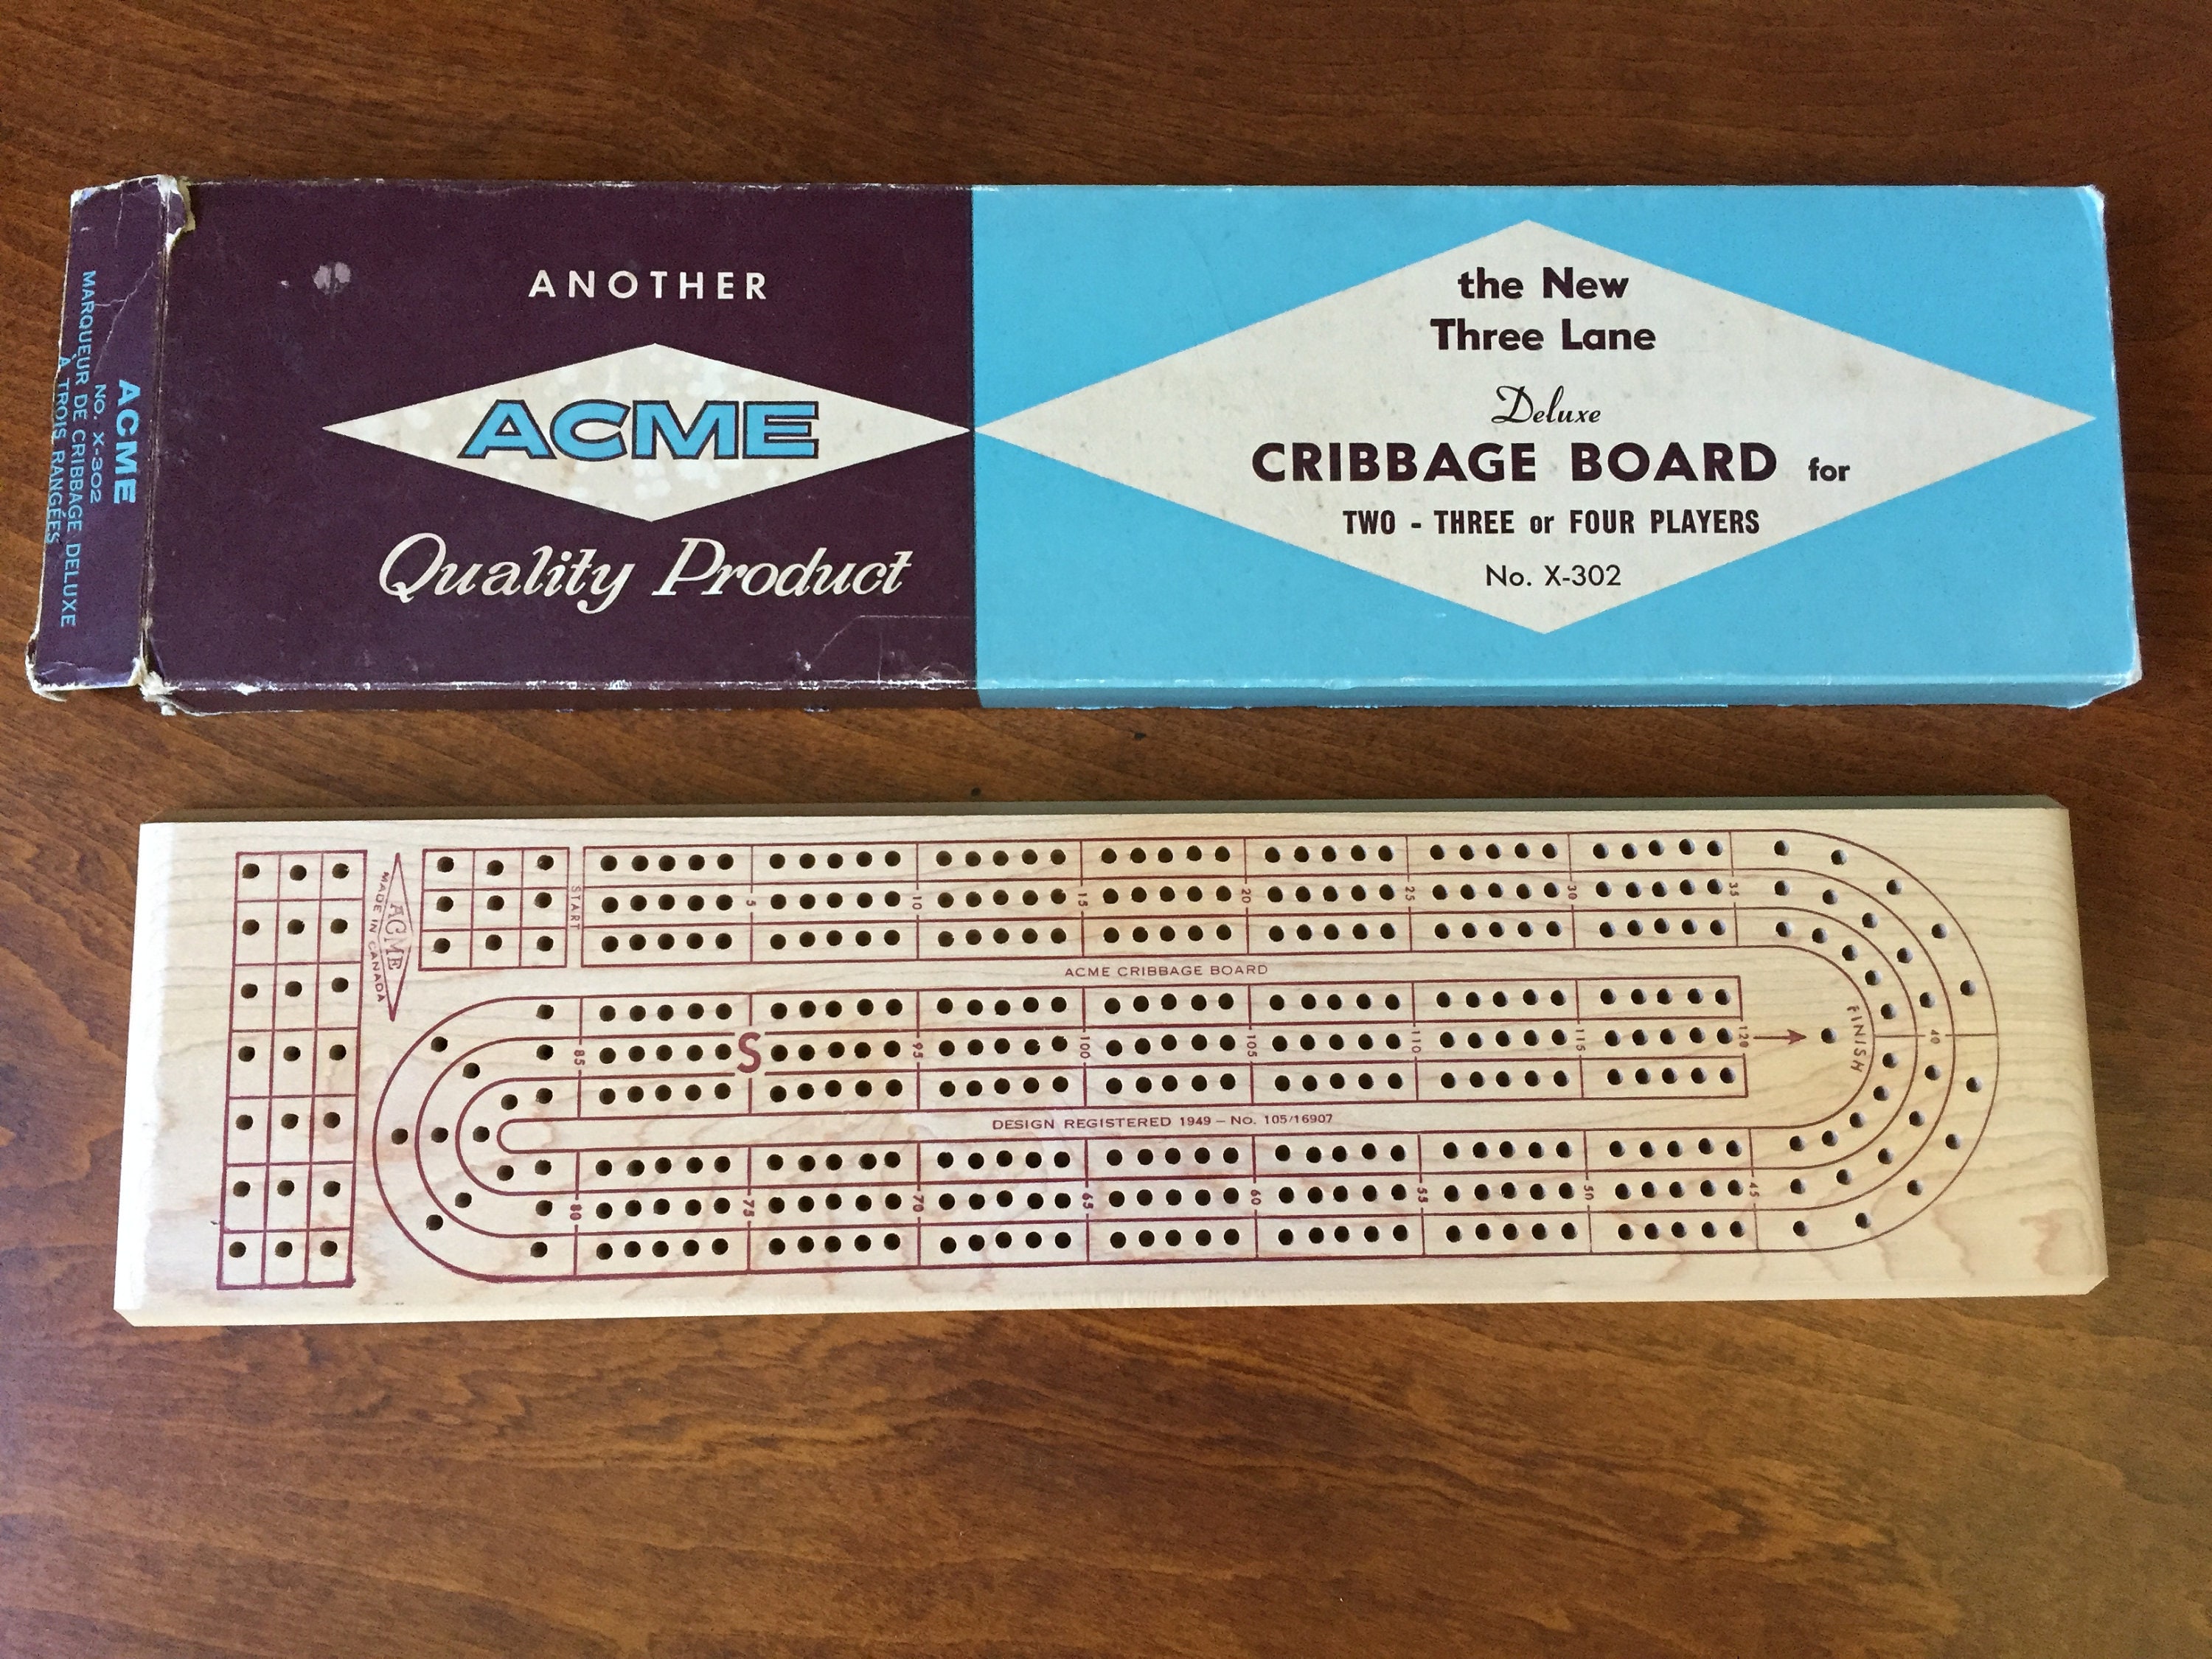 ANOTHER
ACME
Quality Product
the New
Three Lane
Deluxe
CRIBBAGE BOARD for
TWO - THREE or FOUR PLAYERS
No. X-302
ACME
NO. X-302
MARQUEUR DE CRIBBAGE DELUXE
À TROIS RANGÉES
ACME
MADE IN CANADA
START
5
10
15
20
25
30
35
ACME CRIBBAGE BOARD
FINISH
40
85
S
95
100
105
110
115
120
DESIGN REGISTERED 1949 – No. 105/16907
80
75
70
65
60
55
50
45